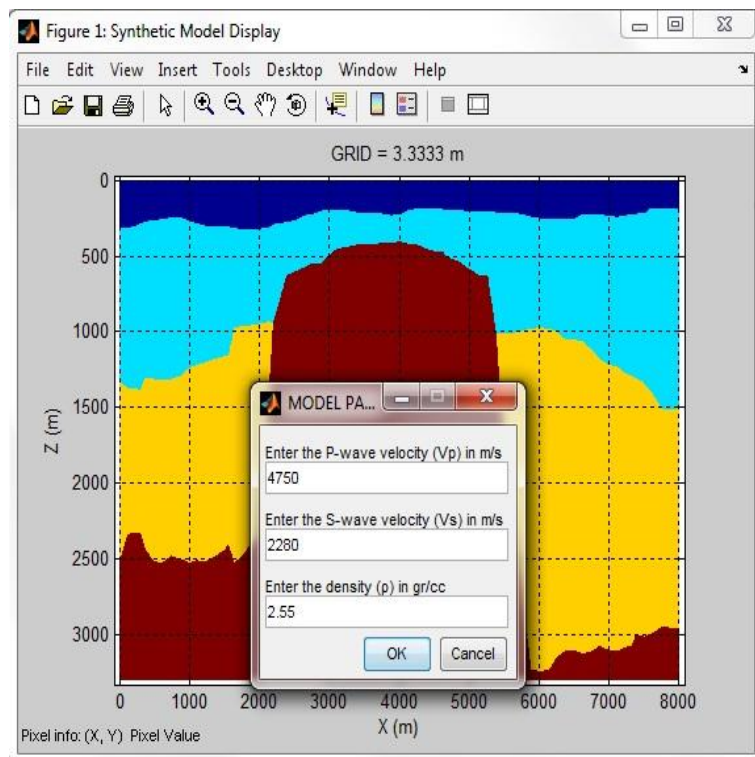 Figure 1: Synthetic Model Display
File Edit View Insert Tools Desktop Window Help
GRID = 3.3333 m
0
500
1000
1500
2000
2500
3000
Z (m)
MODEL PA...
Enter the P-wave velocity (Vp) in m/s
4750
Enter the S-wave velocity (Vs) in m/s
2280
Enter the density (ρ) in gr/cc
2.55
OK Cancel
0 1000 2000 3000 4000 5000 6000 7000 8000
X (m)
Pixel info: (X, Y) Pixel Value